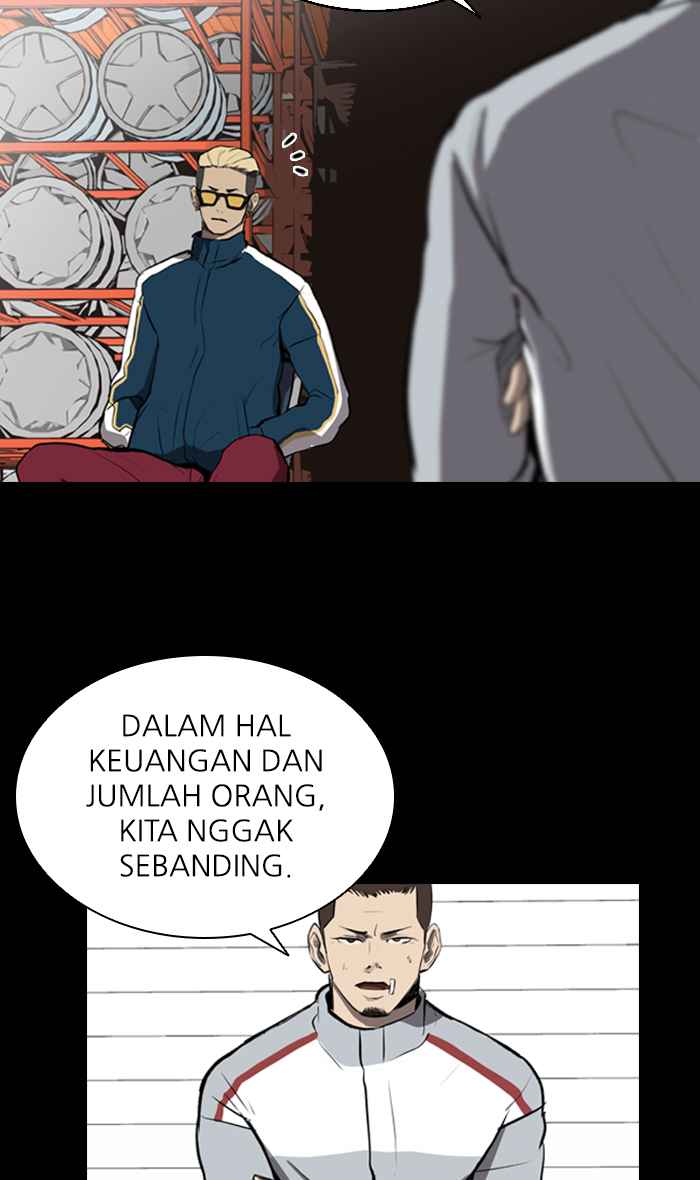 DALAM HAL
KEUANGAN DAN
JUMLAH ORANG,
KITA NGGAK
SEBANDING.